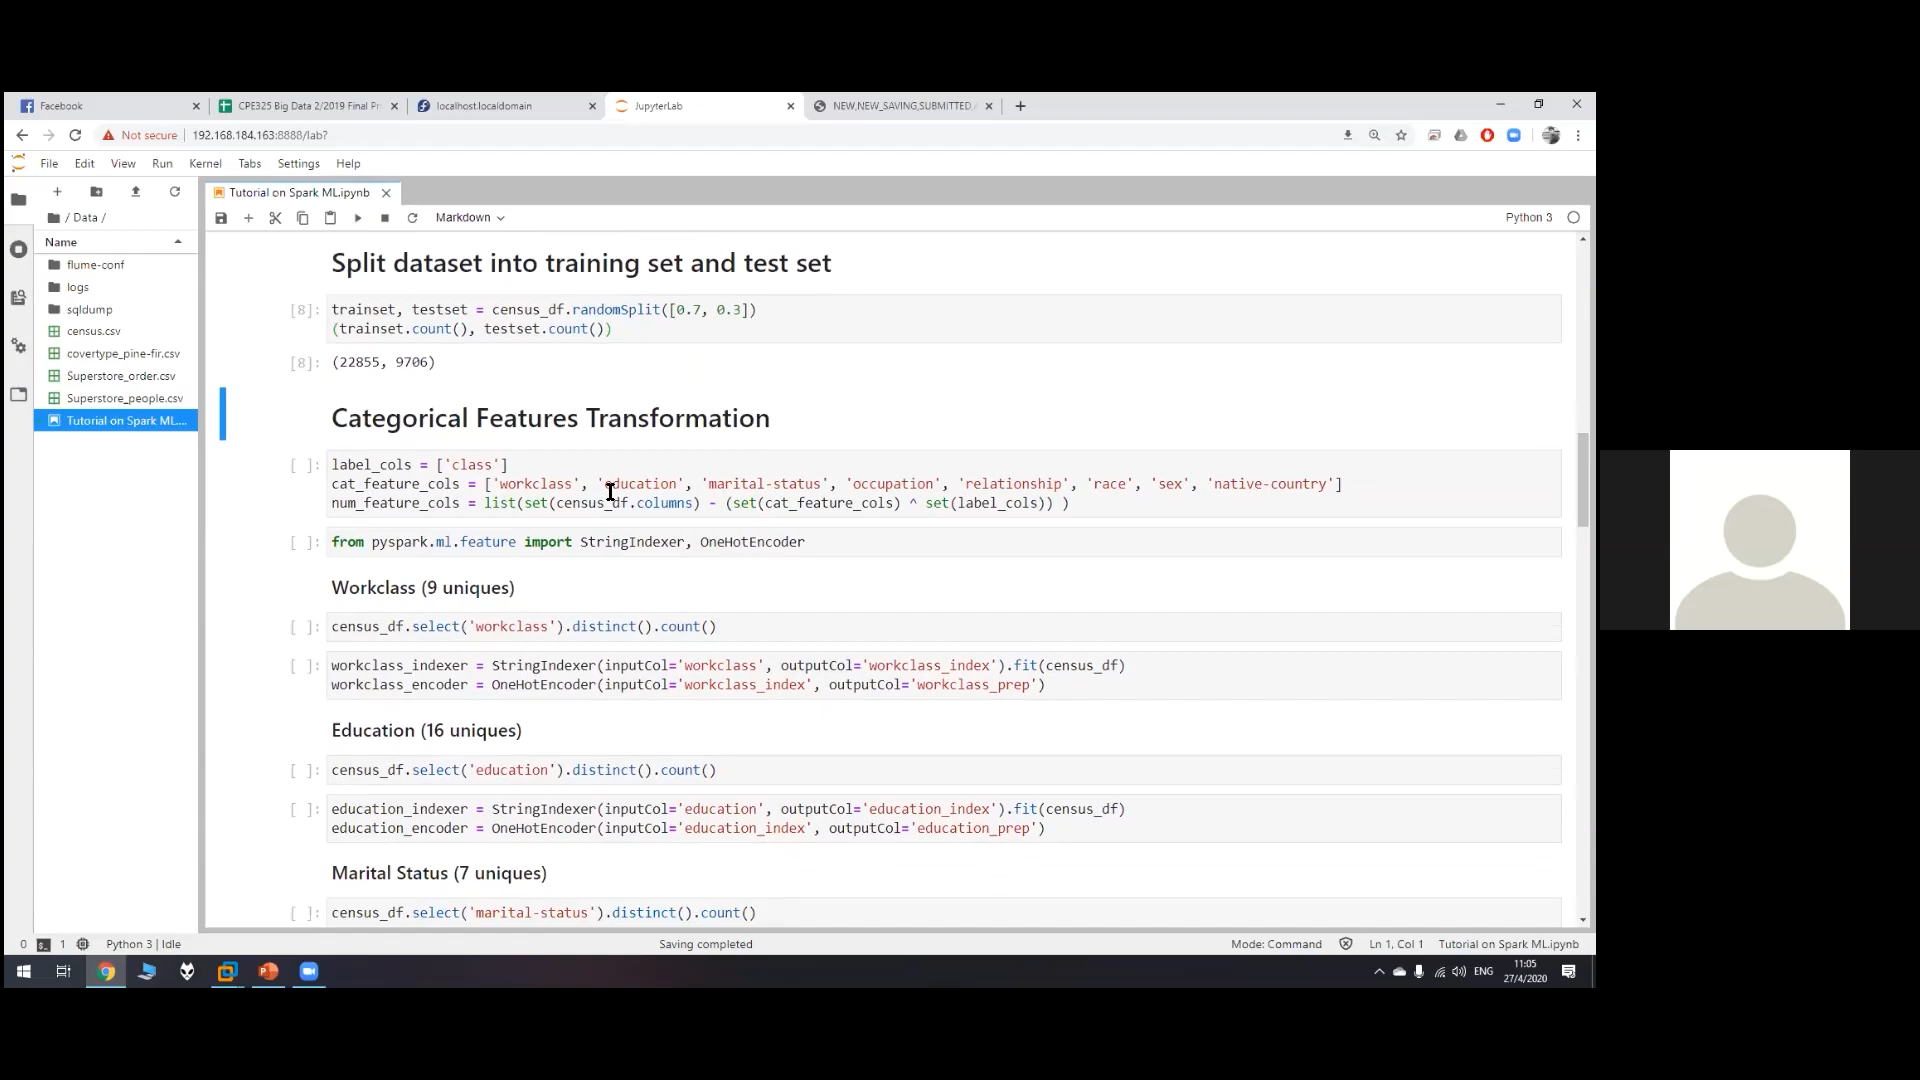 Facebook
CPE325 Big Data 2/2019 Final Pr
localhost.localdomain
JupyterLab
NEW,NEW_SAVING,SUBMITTED,
Not secure
192.168.184.163:8888/lab?
File Edit View Run Kernel Tabs Settings Help
Tutorial on Spark ML.ipynb
Markdown
Python 3
/ Data /
Name
flume-conf
logs
sqldump
census.csv
covertype_pine-fir.csv
Superstore_order.csv
Superstore_people.csv
Tutorial on Spark ML....
Split dataset into training set and test set
[8]: trainset, testset = census_df.randomSplit([0.7, 0.3])
(trainset.count(), testset.count())
[8]: (22855, 9706)
Categorical Features Transformation
[ ]: label_cols = ['class']
cat_feature_cols = ['workclass', 'education', 'marital-status', 'occupation', 'relationship', 'race', 'sex', 'native-country']
num_feature_cols = list(set(census_df.columns) - (set(cat_feature_cols) ^ set(label_cols)) )
[ ]: from pyspark.ml.feature import StringIndexer, OneHotEncoder
Workclass (9 uniques)
[ ]: census_df.select('workclass').distinct().count()
[ ]: workclass_indexer = StringIndexer(inputCol='workclass', outputCol='workclass_index').fit(census_df)
workclass_encoder = OneHotEncoder(inputCol='workclass_index', outputCol='workclass_prep')
Education (16 uniques)
[ ]: census_df.select('education').distinct().count()
[ ]: education_indexer = StringIndexer(inputCol='education', outputCol='education_index').fit(census_df)
education_encoder = OneHotEncoder(inputCol='education_index', outputCol='education_prep')
Marital Status (7 uniques)
[ ]: census_df.select('marital-status').distinct().count()
0 1 Python 3 | Idle
Saving completed
Mode: Command
Ln 1, Col 1
Tutorial on Spark ML.ipynb
ENG
11:05
27/4/2020